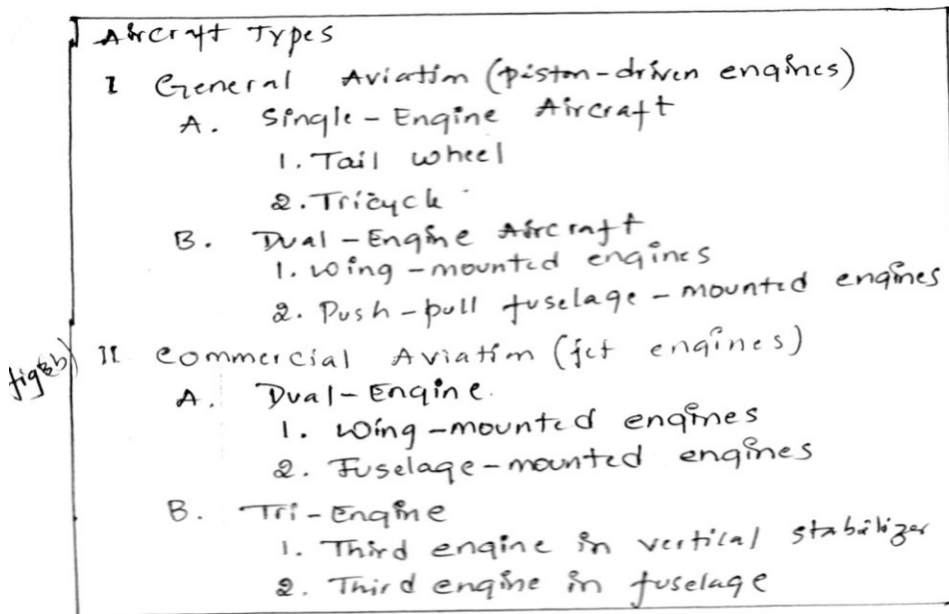 Aircraft Types
I General Aviation (piston-driven engines)
A. Single-Engine Aircraft
1. Tail wheel
2. Tricycle
B. Dual-Engine Aircraft
1. Wing-mounted engines
2. Push-pull fuselage-mounted engines
fig(3b) II Commercial Aviation (jet engines)
A. Dual-Engine.
1. Wing-mounted engines
2. Fuselage-mounted engines
B. Tri-Engine
1. Third engine in vertical stabilizer
2. Third engine in fuselage